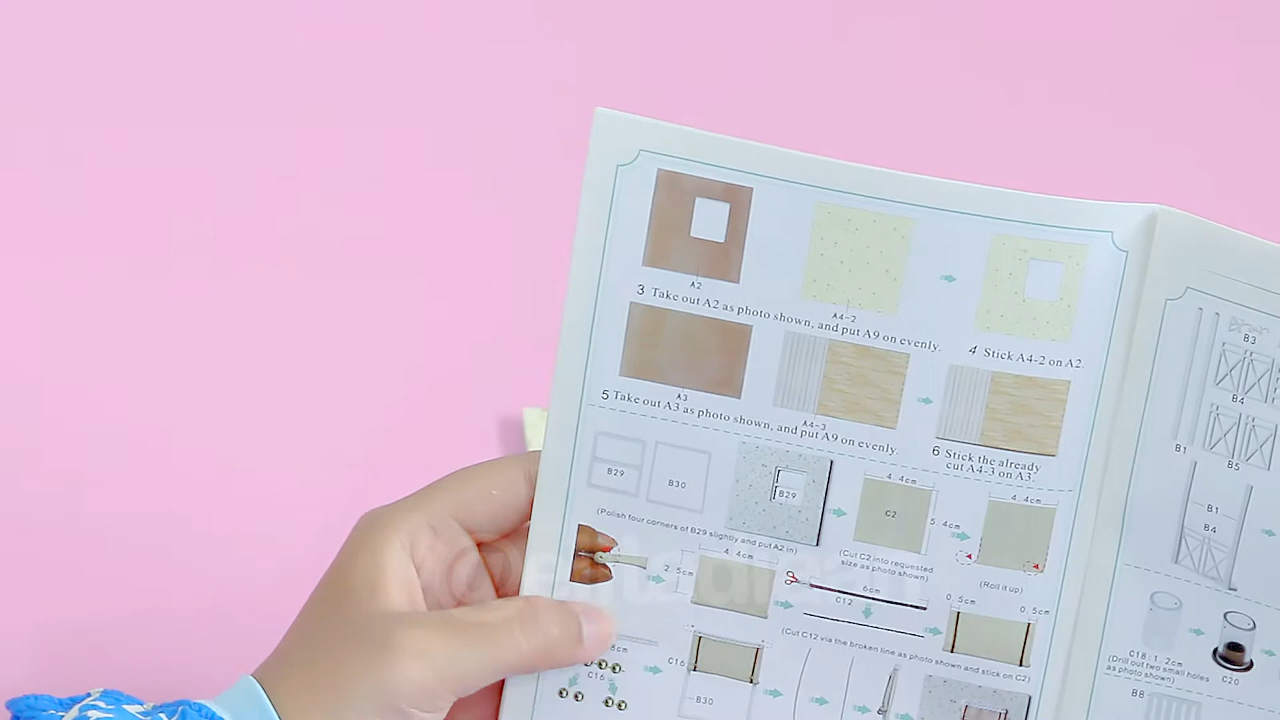 A2
A4-2
3 Take out A2 as photo shown, and put A9 on evenly.
4 Stick A4-2 on A2.
A3
A4-3
5 Take out A3 as photo shown, and put A9 on evenly.
6 Stick the already
cut A4-3 on A3.
B29
B30
B29
(Polish four corners of B29 slightly and put A2 in)
4.4cm
C2
5.4cm
(Cut C2 into requested
size as photo shown)
4.4cm
(Roll it up)
4.4cm
2.5cm
6cm
C12
(Cut C12 via the broken line as photo shown and stick on C2)
0.5cm
0.5cm
8cm
C16
C16
B30
B3
B4
B1
B5
B1
B4
C18:1.2cm
(Drill out two small holes
as photo shown)
C20
B8